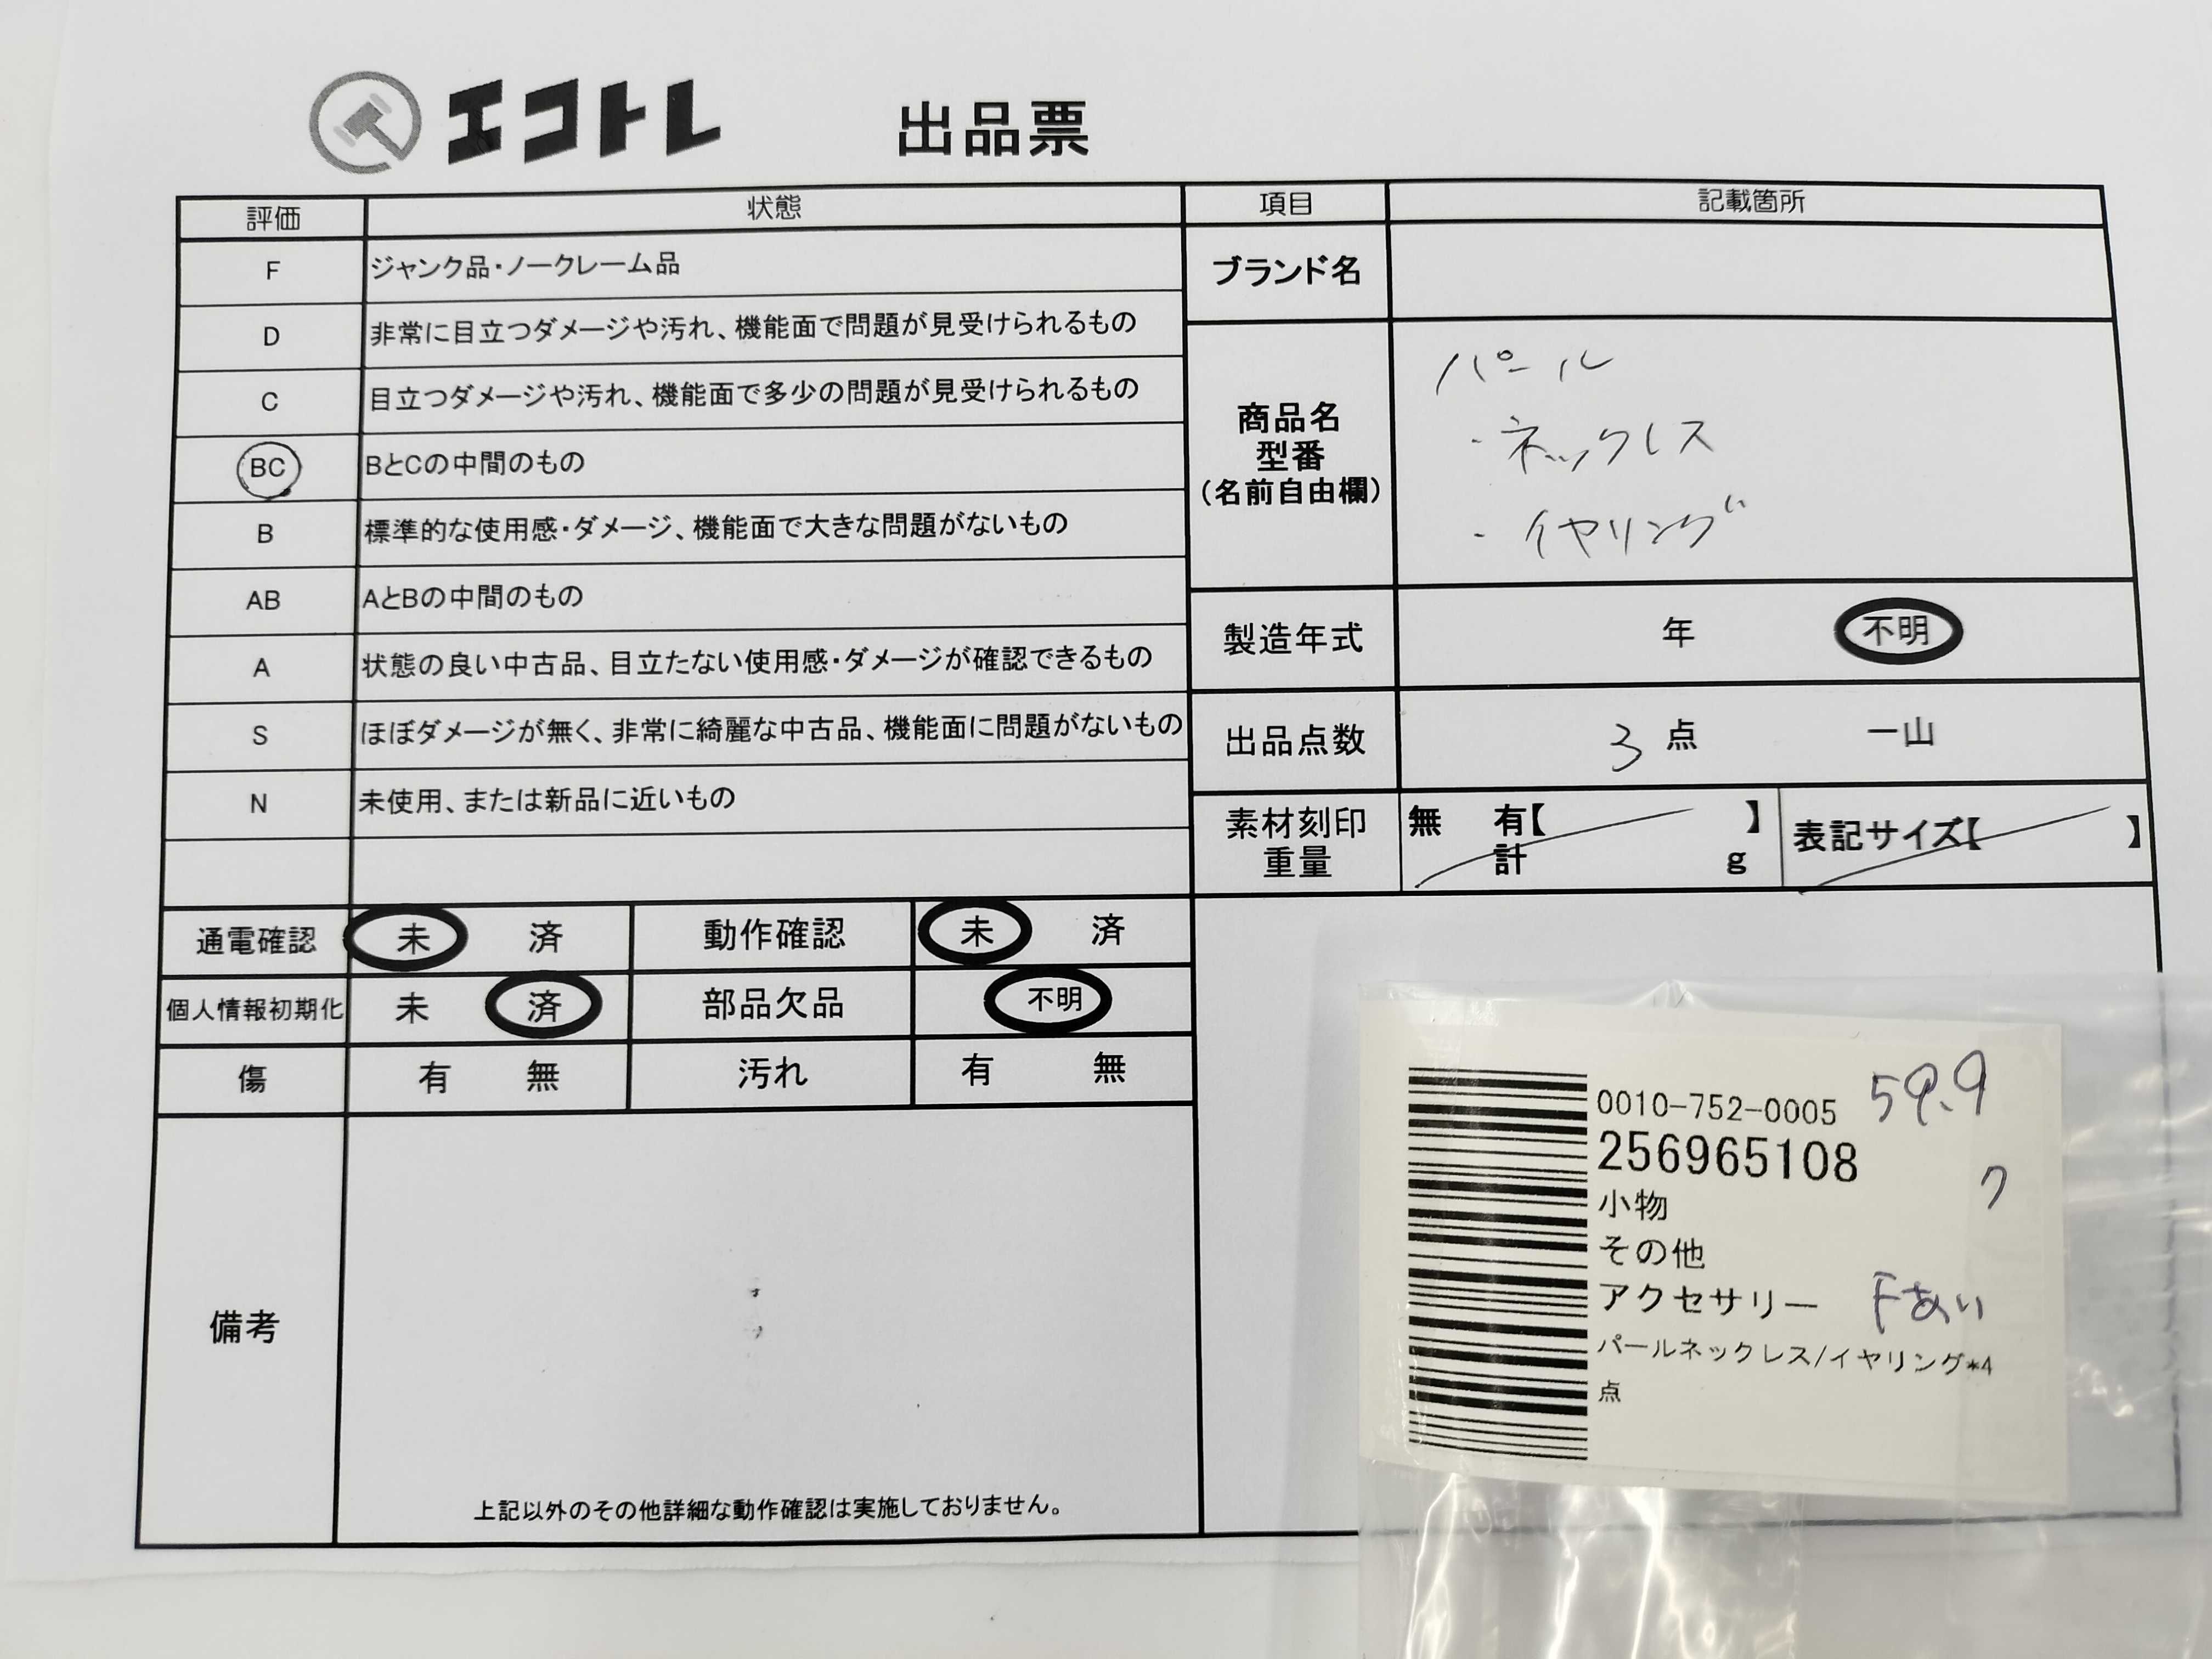 エコトレ 出品票
評価 状態 項目 記載箇所
F ジャンク品・ノークレーム品
D 非常に目立つダメージや汚れ、機能面で問題が見受けられるもの
C 目立つダメージや汚れ、機能面で多少の問題が見受けられるもの
BC BとCの中間のもの
B 標準的な使用感・ダメージ、機能面で大きな問題がないもの
AB AとBの中間のもの
A 状態の良い中古品、目立たない使用感・ダメージが確認できるもの
S ほぼダメージが無く、非常に綺麗な中古品、機能面に問題がないもの
N 未使用、または新品に近いもの
ブランド名
商品名
型番
(名前自由欄)
パール
・ネックレス
・イヤリング
製造年式 年 不明
出品点数 3 点 一山
素材刻印
重量
無 有【 】
計 g
表記サイズ【 】
通電確認 未 済 動作確認 未 済
個人情報初期化 未 済 部品欠品 不明
傷 有 無 汚れ 有 無
備考
上記以外のその他詳細な動作確認は実施しておりません。
0010-752-0005 59.9
256965108
小物 ク
その他
アクセサリー Fあい
パールネックレス/イヤリング*4
点